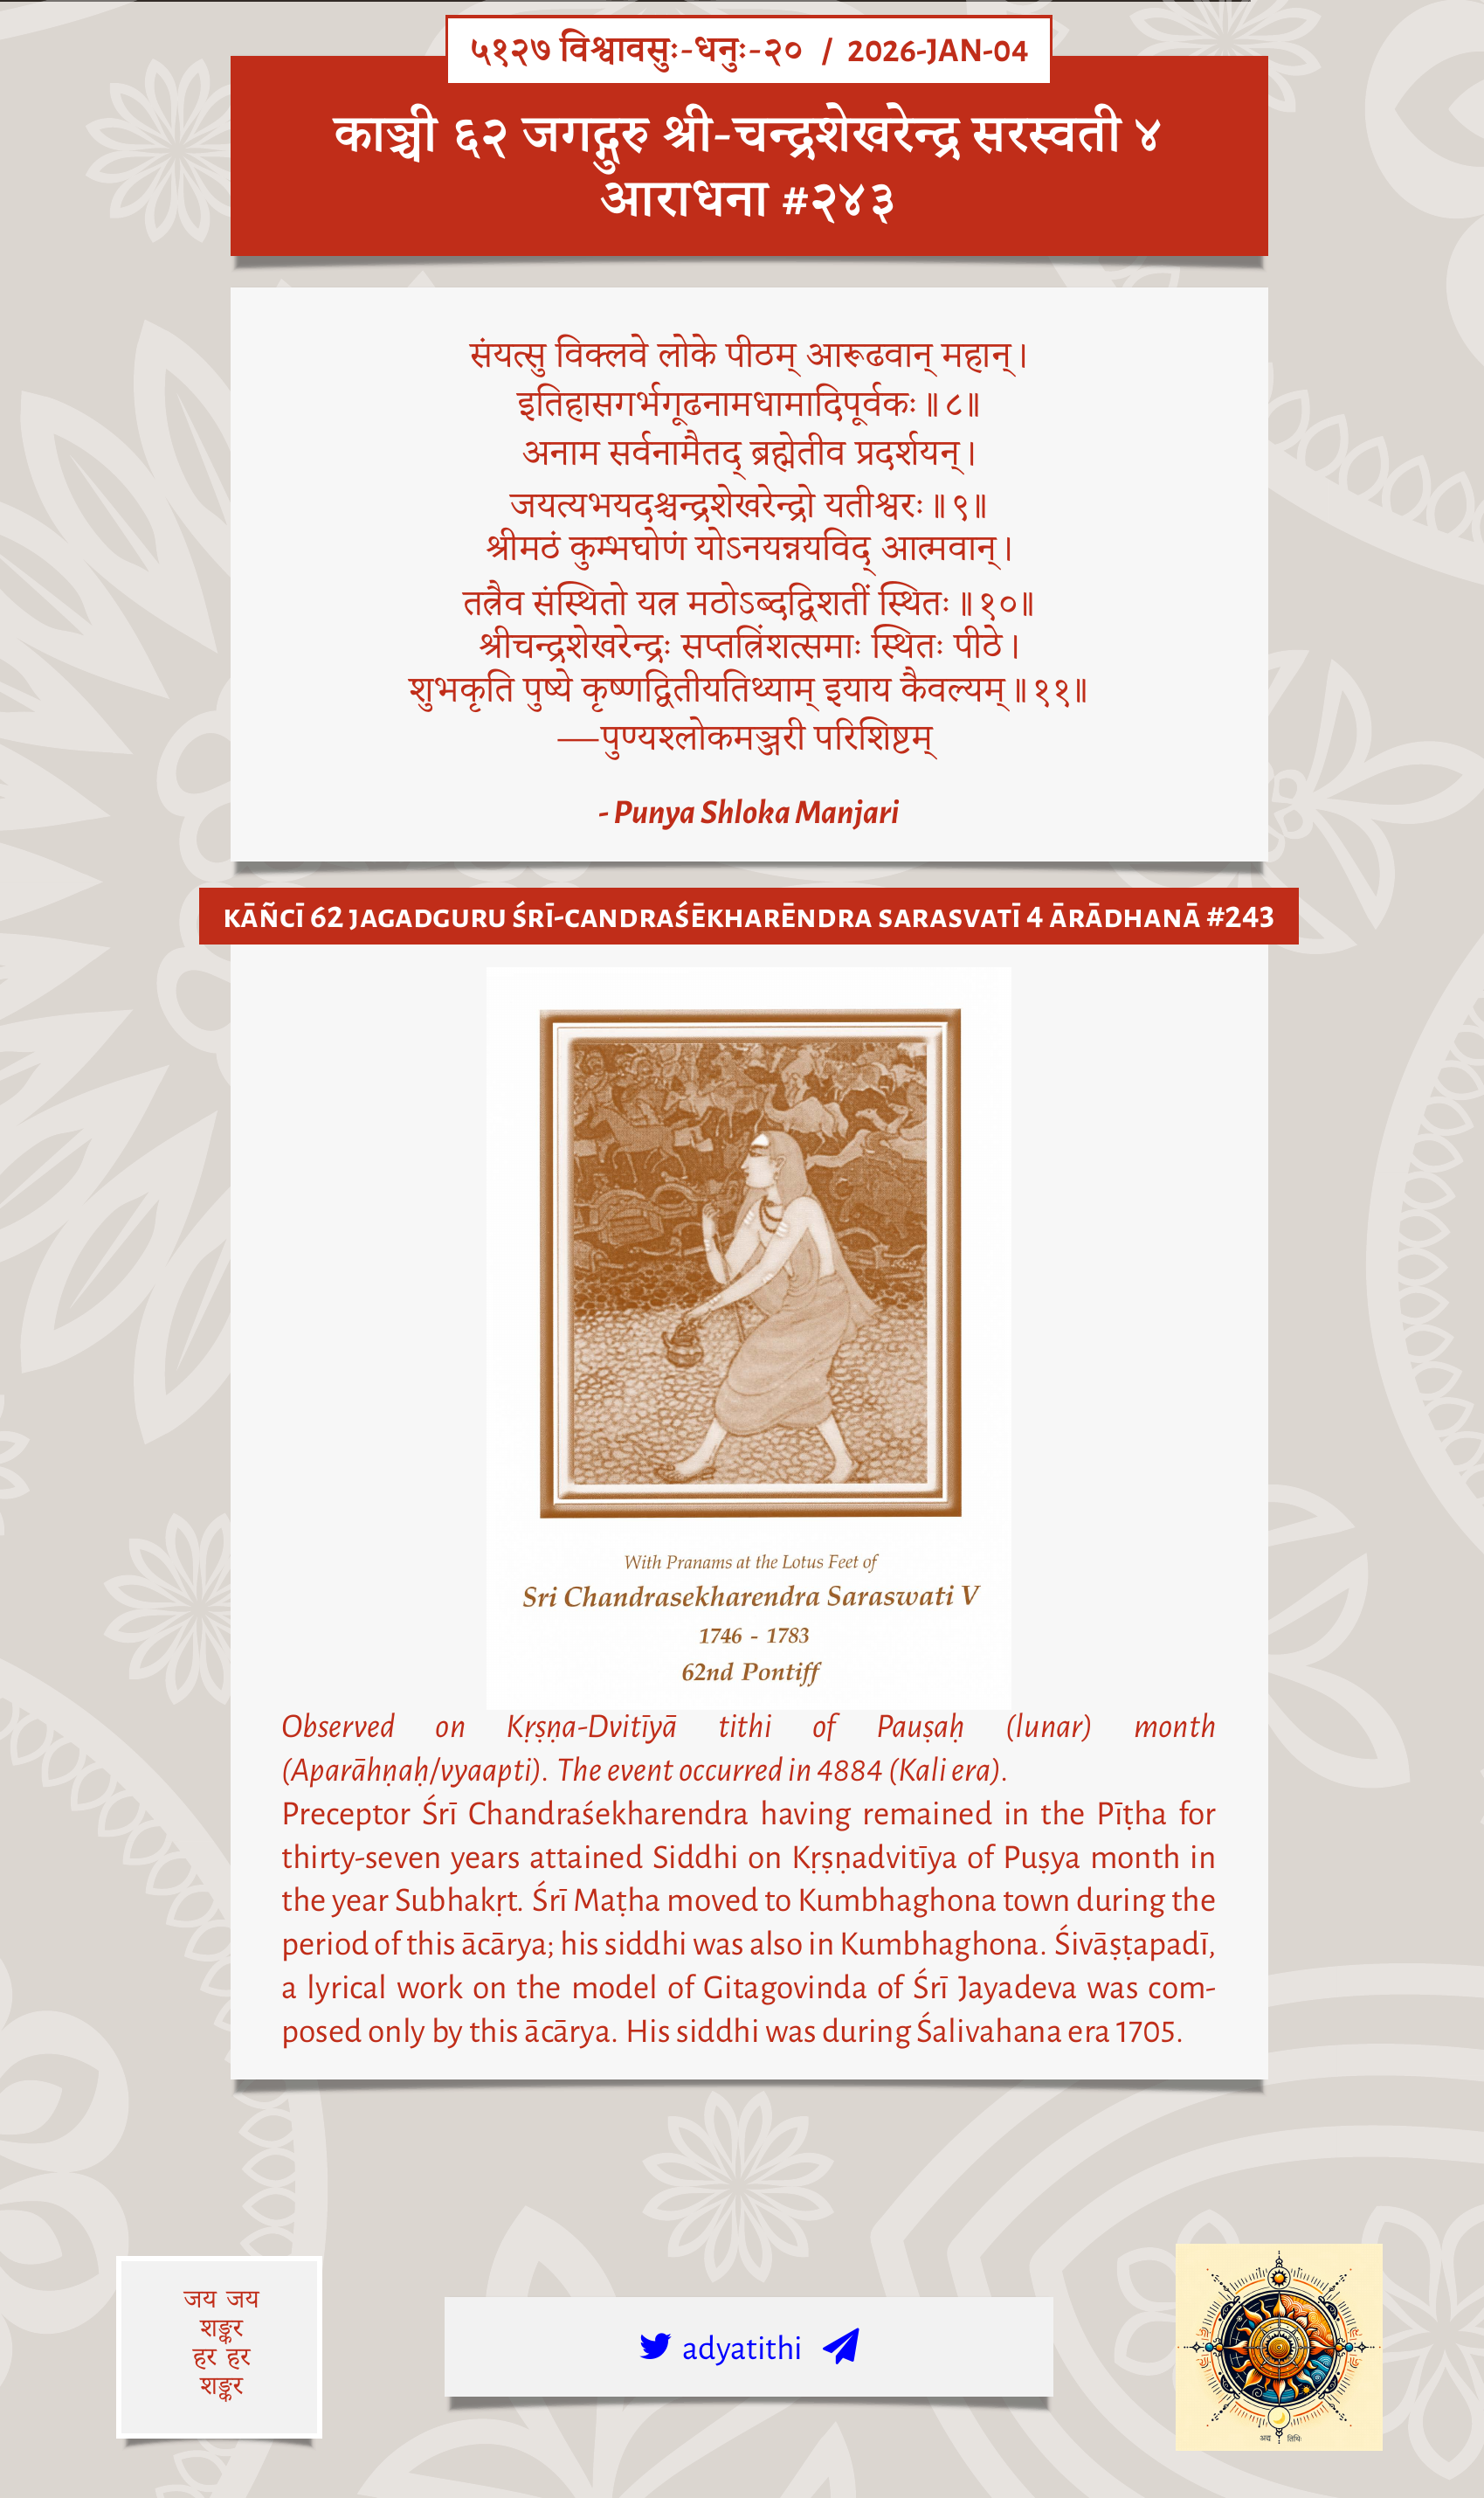 ५१२७ विश्वावसुः-धनुः-२० / 2026-JAN-04
काञ्ची ६२ जगद्गुरु श्री-चन्द्रशेखरेन्द्र सरस्वती ४
आराधना #२४३
संयत्सु विक्लवे लोके पीठम् आरूढवान् महान्।
इतिहासगर्भगूढनामधामादिपूर्वकः॥८॥
अनाम सर्वनामैतद् ब्रह्मेतीव प्रदर्शयन्।
जयत्यभयदश्चन्द्रशेखरेन्द्रो यतीश्वरः॥९॥
श्रीमठं कुम्भघोणं योऽनयन्नयविद् आत्मवान्।
तत्रैव संस्थितो यत्र मठोऽब्दद्विशतीं स्थितः॥१०॥
श्रीचन्द्रशेखरेन्द्रः सप्तत्रिंशत्समाः स्थितः पीठे।
शुभकृति पुष्ये कृष्णद्वितीयतिथ्याम् इयाय कैवल्यम्॥११॥
—पुण्यश्लोकमञ्जरी परिशिष्टम्
- Punya Shloka Manjari
KĀÑCĪ 62 JAGADGURU ŚRĪ-CANDRAŚĒKHARĒNDRA SARASVATĪ 4 ĀRĀDHANĀ #243
With Pranams at the Lotus Feet of
Sri Chandrasekharendra Saraswati V
1746 - 1783
62nd Pontiff
Observed on Kṛṣṇa-Dvitīyā tithi of Pauṣaḥ (lunar) month
(Aparāhṇaḥ/vyaapti). The event occurred in 4884 (Kali era).
Preceptor Śrī Chandraśekharendra having remained in the Pīṭha for
thirty-seven years attained Siddhi on Kṛṣṇadvitīya of Puṣya month in
the year Subhakṛt. Śrī Maṭha moved to Kumbhaghona town during the
period of this ācārya; his siddhi was also in Kumbhaghona. Śivāṣṭapadī,
a lyrical work on the model of Gitagovinda of Śrī Jayadeva was com-
posed only by this ācārya. His siddhi was during Śalivahana era 1705.
जय जय
शङ्कर
हर हर
शङ्कर
adyatithi
अद्य तिथिः